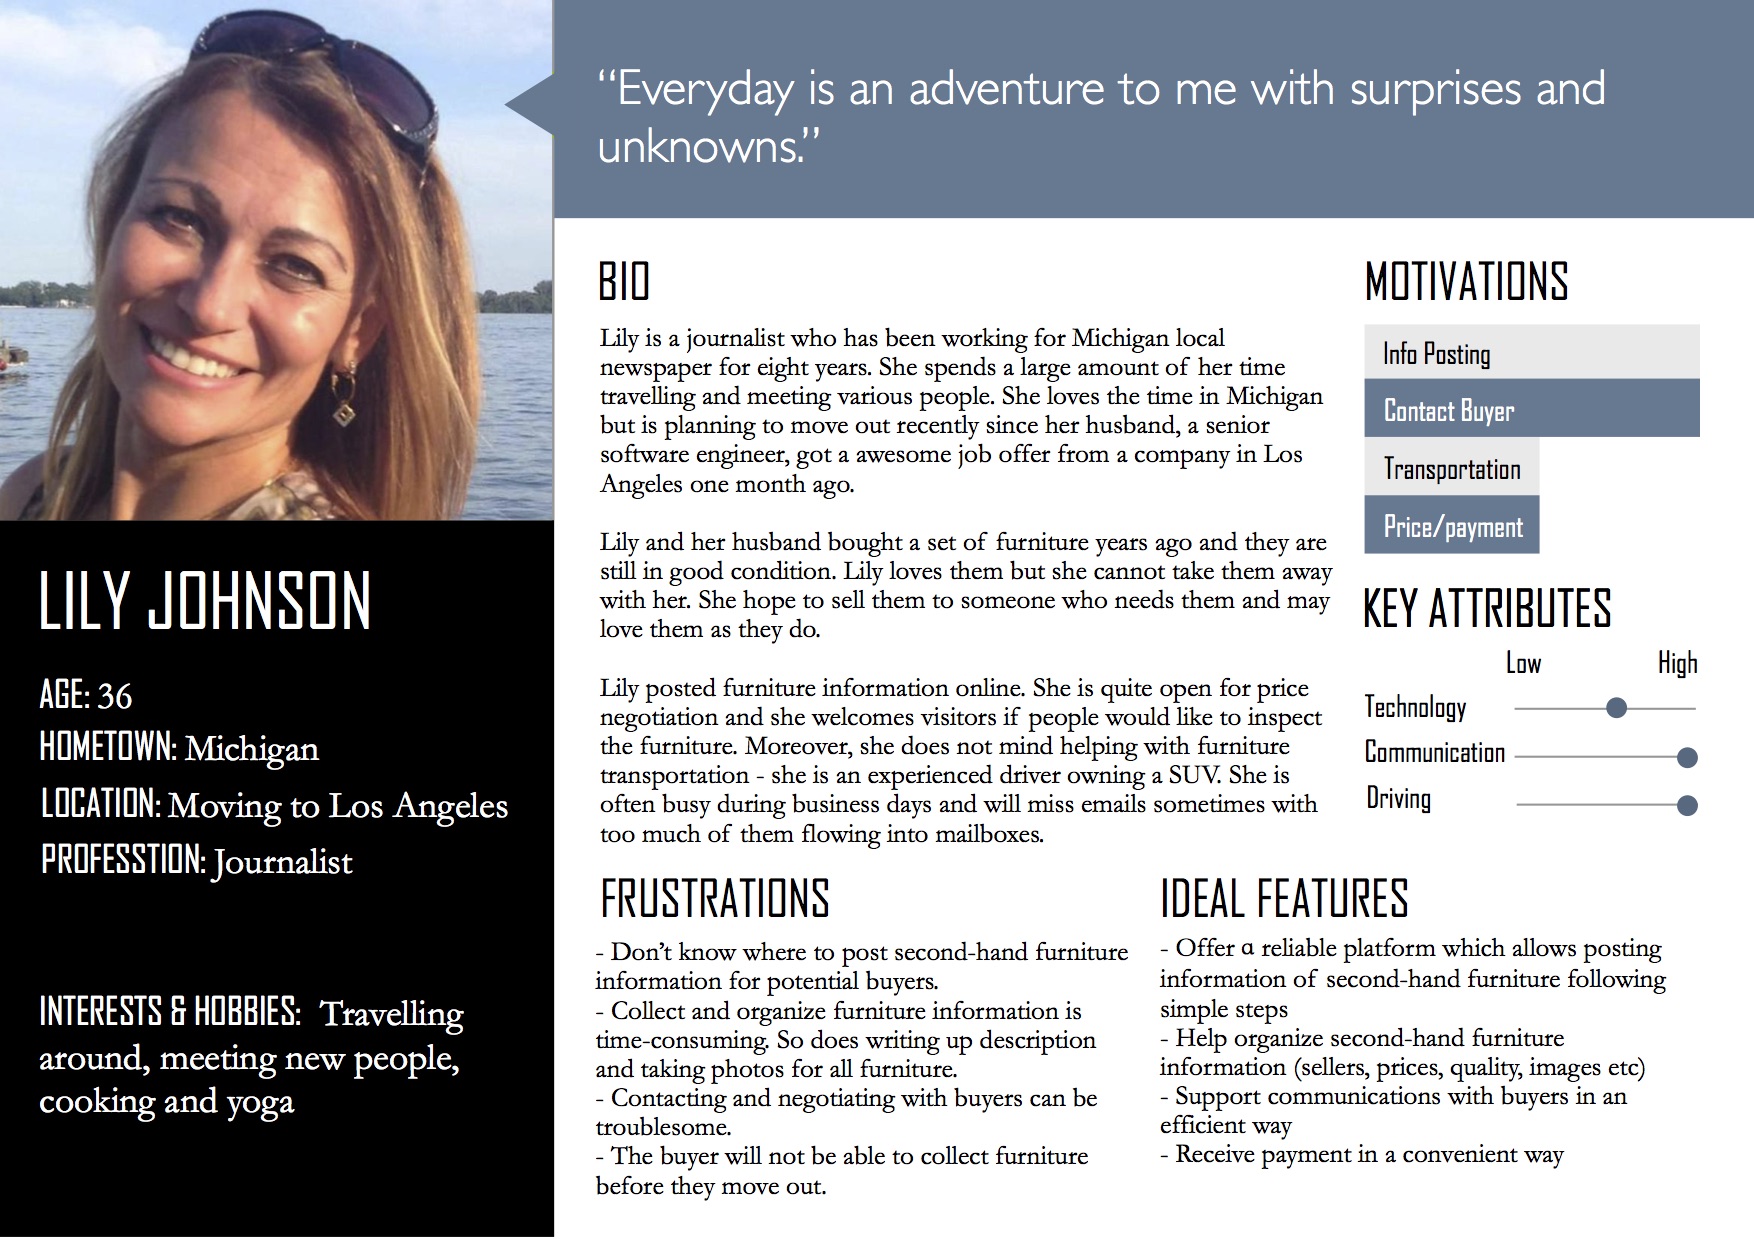 “Everyday is an adventure to me with surprises and
unknowns.”
LILY JOHNSON
AGE: 36
HOMETOWN: Michigan
LOCATION: Moving to Los Angeles
PROFESSTION: Journalist
INTERESTS & HOBBIES: Travelling
around, meeting new people,
cooking and yoga
BIO
Lily is a journalist who has been working for Michigan local
newspaper for eight years. She spends a large amount of her time
travelling and meeting various people. She loves the time in Michigan
but is planning to move out recently since her husband, a senior
software engineer, got a awesome job offer from a company in Los
Angeles one month ago.
Lily and her husband bought a set of furniture years ago and they are
still in good condition. Lily loves them but she cannot take them away
with her. She hope to sell them to someone who needs them and may
love them as they do.
Lily posted furniture information online. She is quite open for price
negotiation and she welcomes visitors if people would like to inspect
the furniture. Moreover, she does not mind helping with furniture
transportation - she is an experienced driver owning a SUV. She is
often busy during business days and will miss emails sometimes with
too much of them flowing into mailboxes.
MOTIVATIONS
Info Posting
Contact Buyer
Transportation
Price/payment
KEY ATTRIBUTES
Low High
Technology
Communication
Driving
FRUSTRATIONS
- Don’t know where to post second-hand furniture
information for potential buyers.
- Collect and organize furniture information is
time-consuming. So does writing up description
and taking photos for all furniture.
- Contacting and negotiating with buyers can be
troublesome.
- The buyer will not be able to collect furniture
before they move out.
IDEAL FEATURES
- Offer a reliable platform which allows posting
information of second-hand furniture following
simple steps
- Help organize second-hand furniture
information (sellers, prices, quality, images etc)
- Support communications with buyers in an
efficient way
- Receive payment in a convenient way